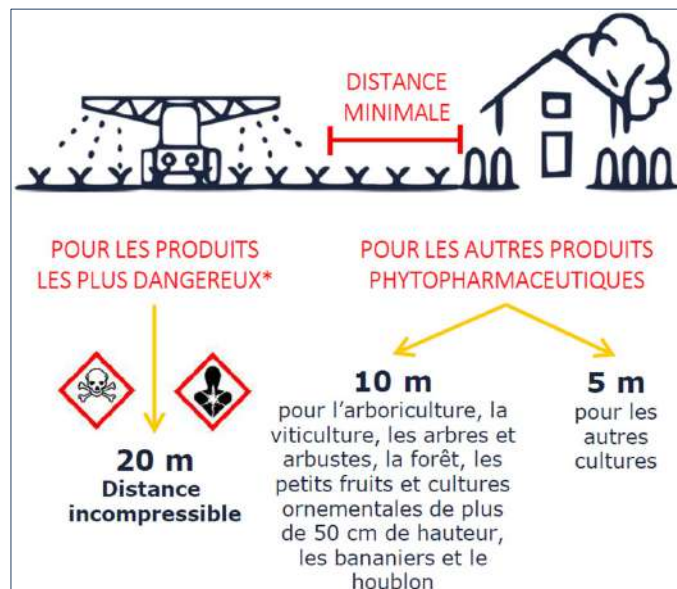 DISTANCE
MINIMALE
POUR LES PRODUITS
LES PLUS DANGEREUX*
20 m
Distance
incompressible
POUR LES AUTRES PRODUITS
PHYTOPHARMACEUTIQUES
10 m
pour l'arboriculture, la
viticulture, les arbres et
arbustes, la forêt, les
petits fruits et cultures
ornementales de plus
de 50 cm de hauteur,
les bananiers et le
houblon
5 m
pour les
autres
cultures